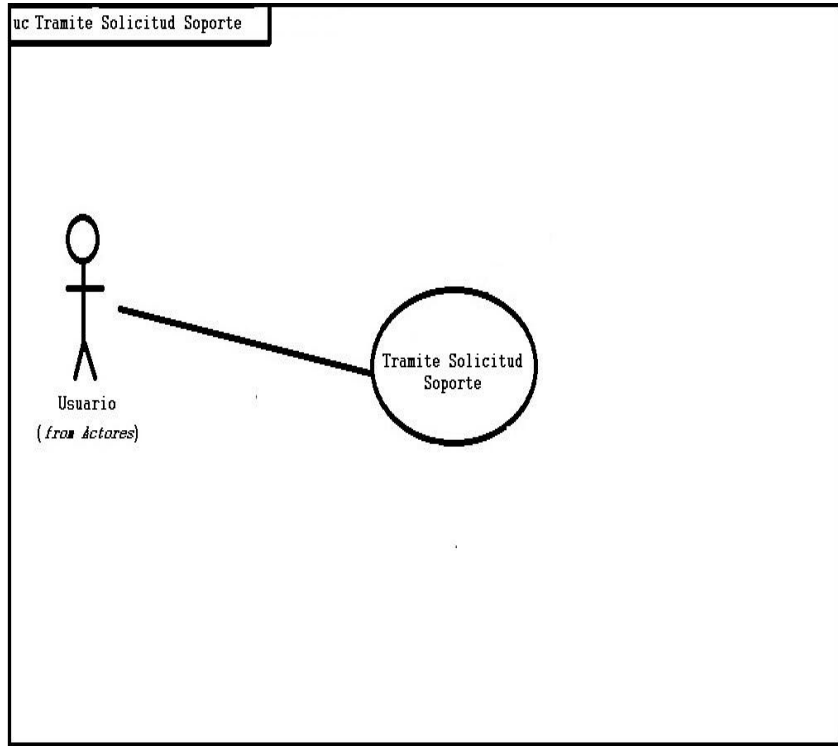 uc Tramite Solicitud Soporte
Tramite Solicitud
Soporte
Usuario
(from Actores)